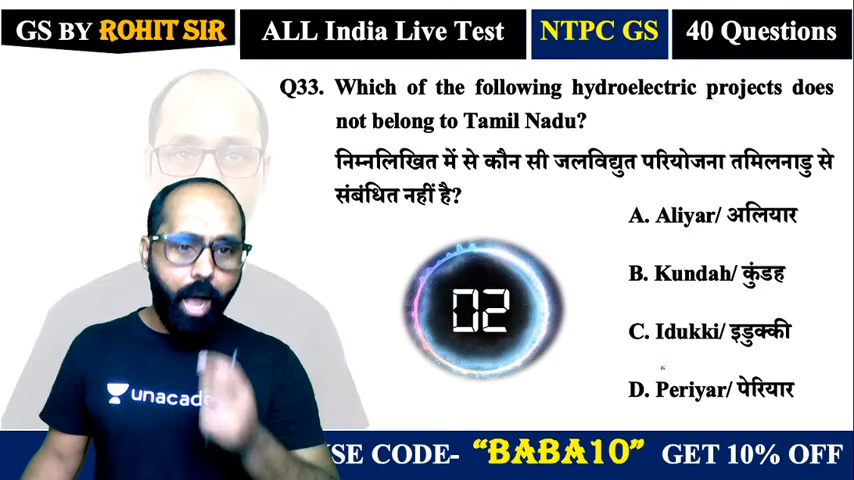 GS BY ROHIT SIR
ALL India Live Test
NTPC GS
40 Questions
Q33. Which of the following hydroelectric projects does
not belong to Tamil Nadu?
निम्नलिखित में से कौन सी जलविद्युत परियोजना तमिलनाडु से
संबंधित नहीं है?
A. Aliyar/ अलियार
B. Kundah/ कुंडह
C. Idukki/ इडुक्की
D. Periyar/ पेरियार
02
CODE- “BABA10” GET 10% OFF